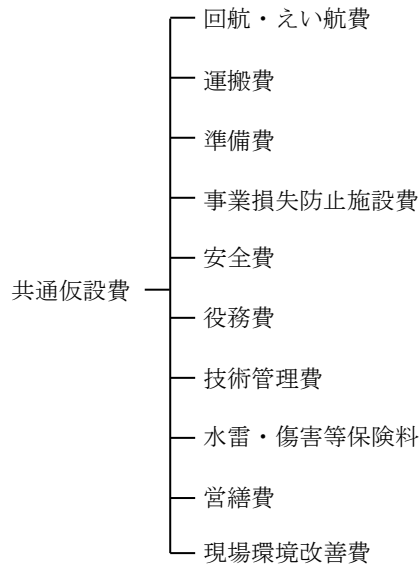 回航・えい航費
運搬費
準備費
事業損失防止施設費
安全費
共通仮設費
役務費
技術管理費
水雷・傷害等保険料
営繕費
現場環境改善費